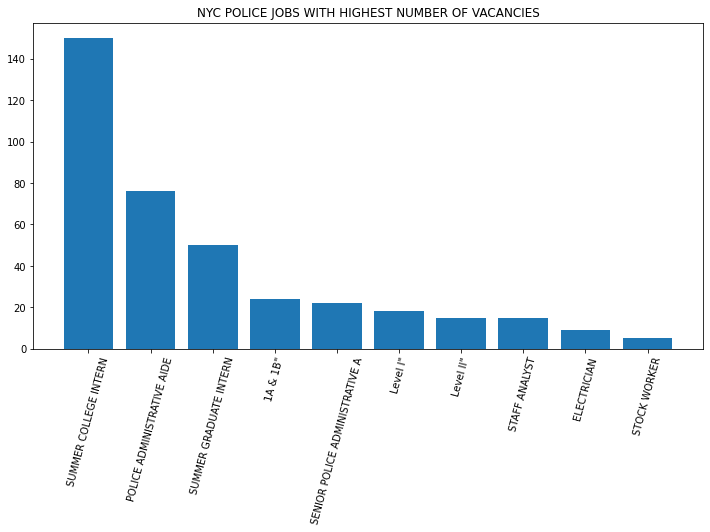 NYC POLICE JOBS WITH HIGHEST NUMBER OF VACANCIES
140
120
100
80
60
40
20
0
SUMMER COLLEGE INTERN
POLICE ADMINISTRATIVE AIDE
SUMMER GRADUATE INTERN
1A & 1B"
SENIOR POLICE ADMINISTRATIVE A
Level I"
Level II"
STAFF ANALYST
ELECTRICIAN
STOCK WORKER